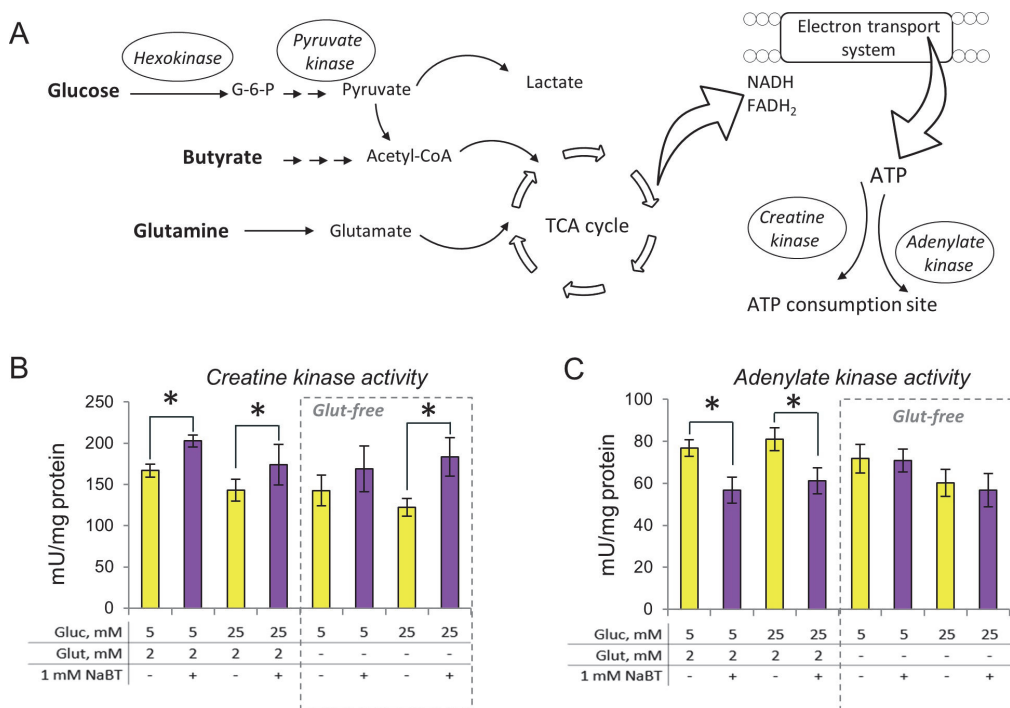 A
Electron transport
system
Hexokinase
Pyruvate
kinase
Glucose
G-6-P
Pyruvate
Lactate
NADH
FADH₂
Butyrate
Acetyl-CoA
ATP
Glutamine
Glutamate
TCA cycle
Creatine
kinase
Adenylate
kinase
ATP consumption site
B
Creatine kinase activity
mU/mg protein
250
200
150
100
50
0
Glut-free
*
*
*
Gluc, mM 5 5 25 25 5 5 25 25
Glut, mM 2 2 2 2 - - - -
1 mM NaBT - + - + - + - +
C
Adenylate kinase activity
mU/mg protein
100
80
60
40
20
0
Glut-free
*
*
Gluc, mM 5 5 25 25 5 5 25 25
Glut, mM 2 2 2 2 - - - -
1 mM NaBT - + - + - + - +